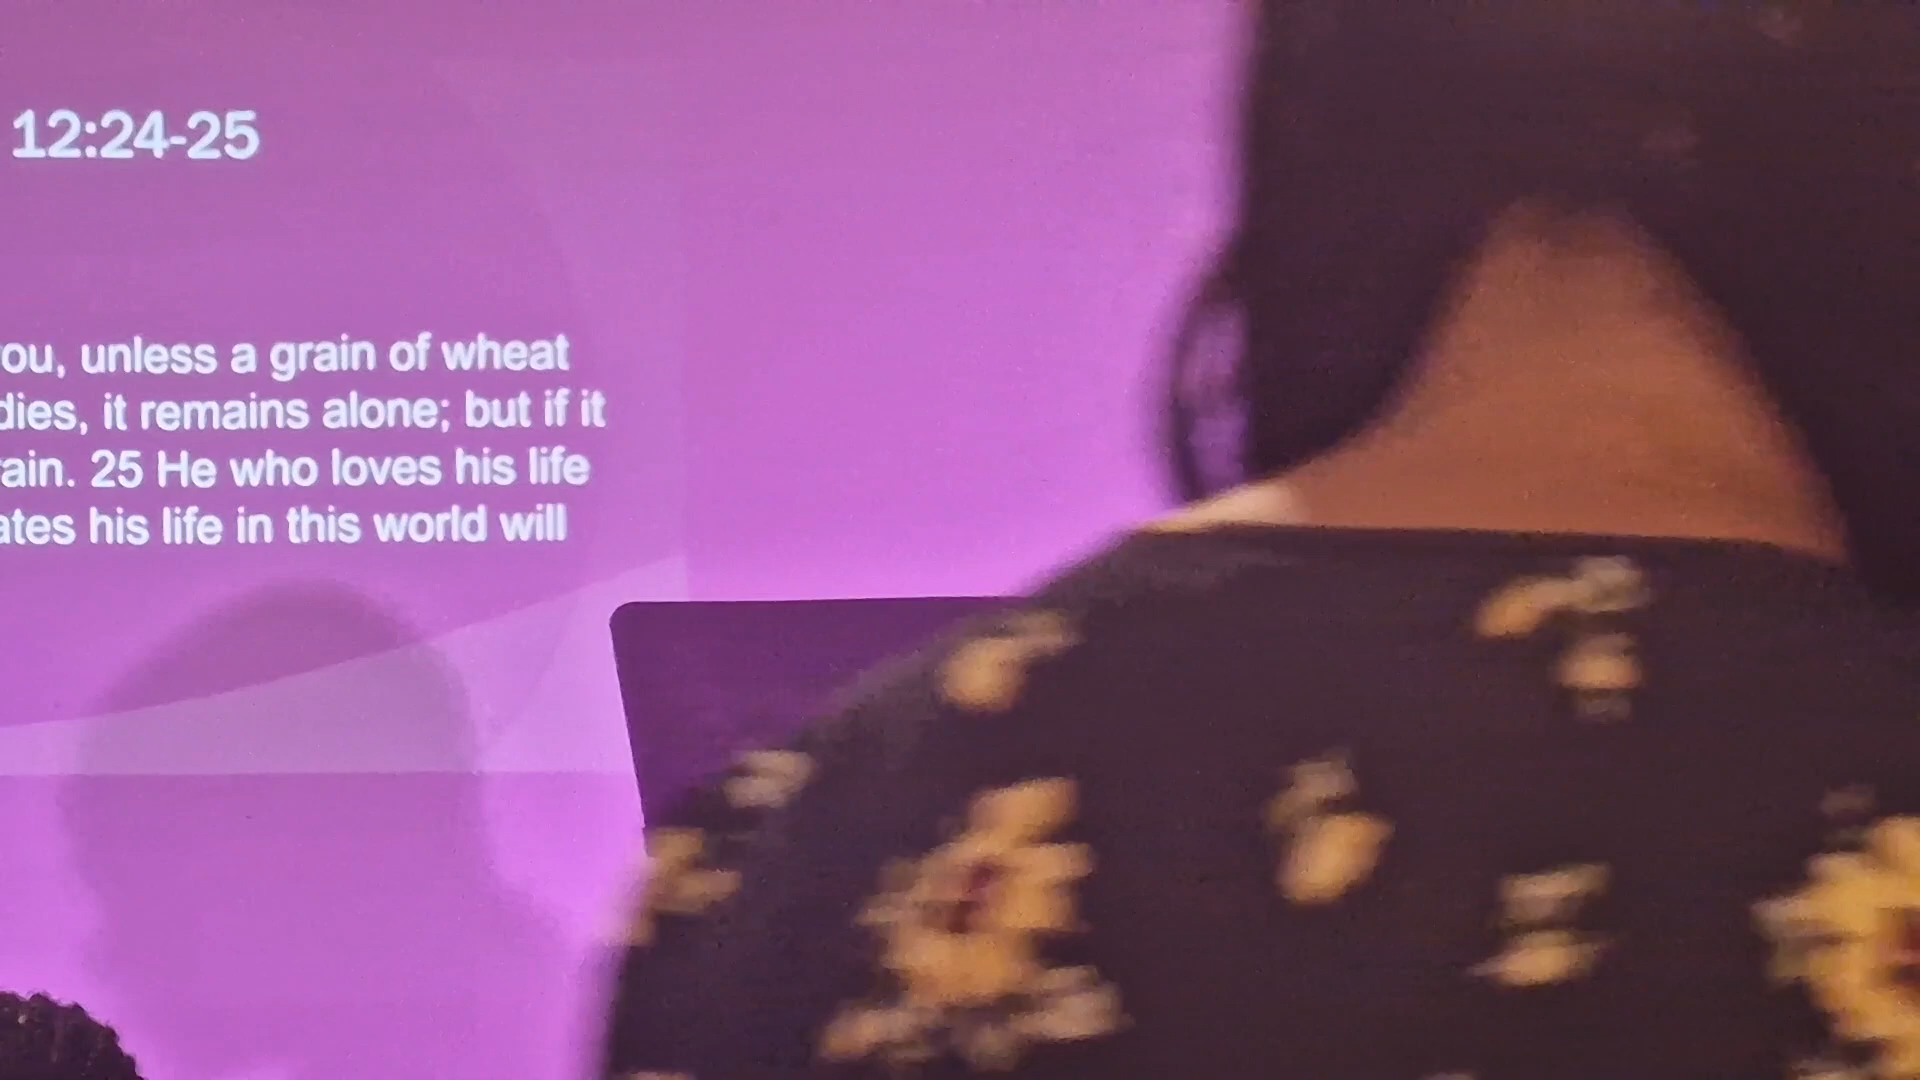 12:24-25
ou, unless a grain of wheat
dies, it remains alone; but if it
ain. 25 He who loves his life
ates his life in this world will